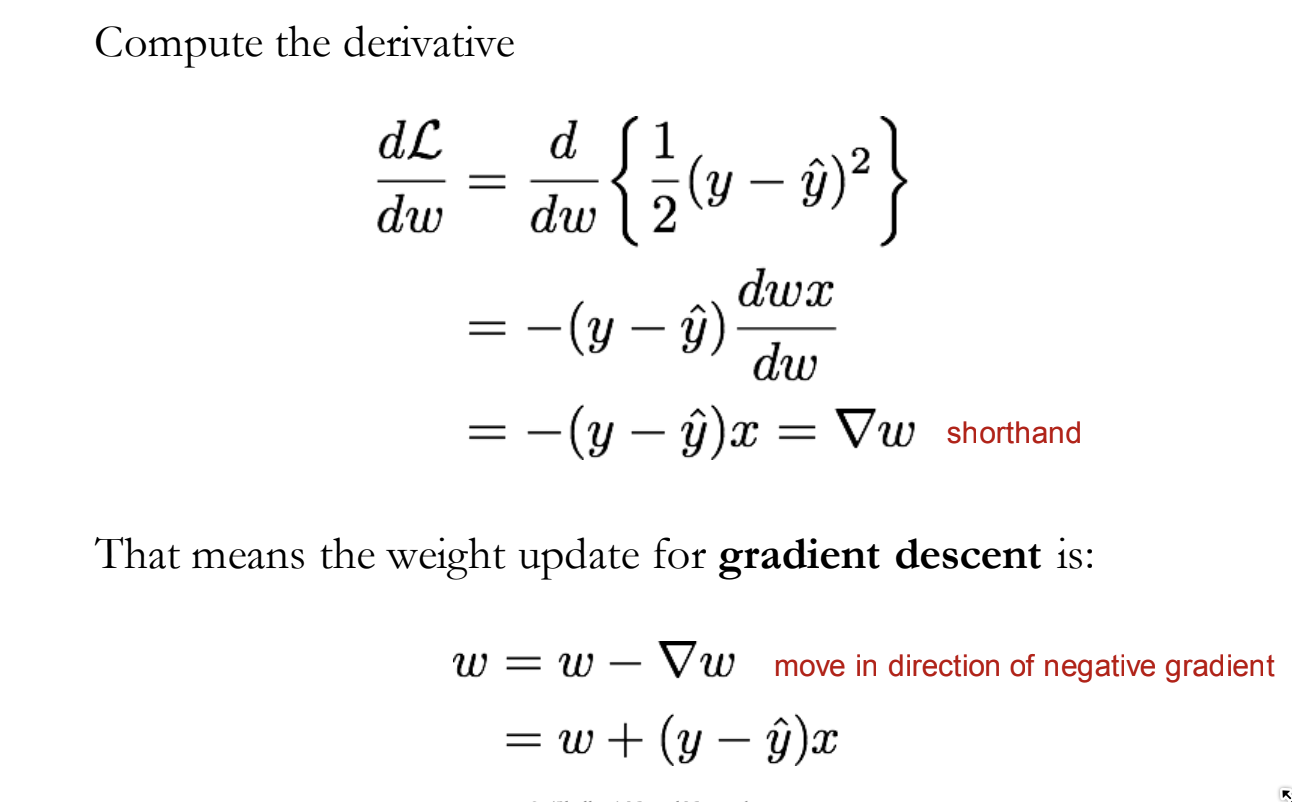 Compute the derivative
$$\frac{d\mathcal{L}}{dw} = \frac{d}{dw}\left\{\frac{1}{2}(y - \hat{y})^2\right\}$$
$$= -(y - \hat{y})\frac{dwx}{dw}$$
$$= -(y - \hat{y})x = \nabla w$$ shorthand
That means the weight update for gradient descent is:
$$w = w - \nabla w$$ move in direction of negative gradient
$$= w + (y - \hat{y})x$$